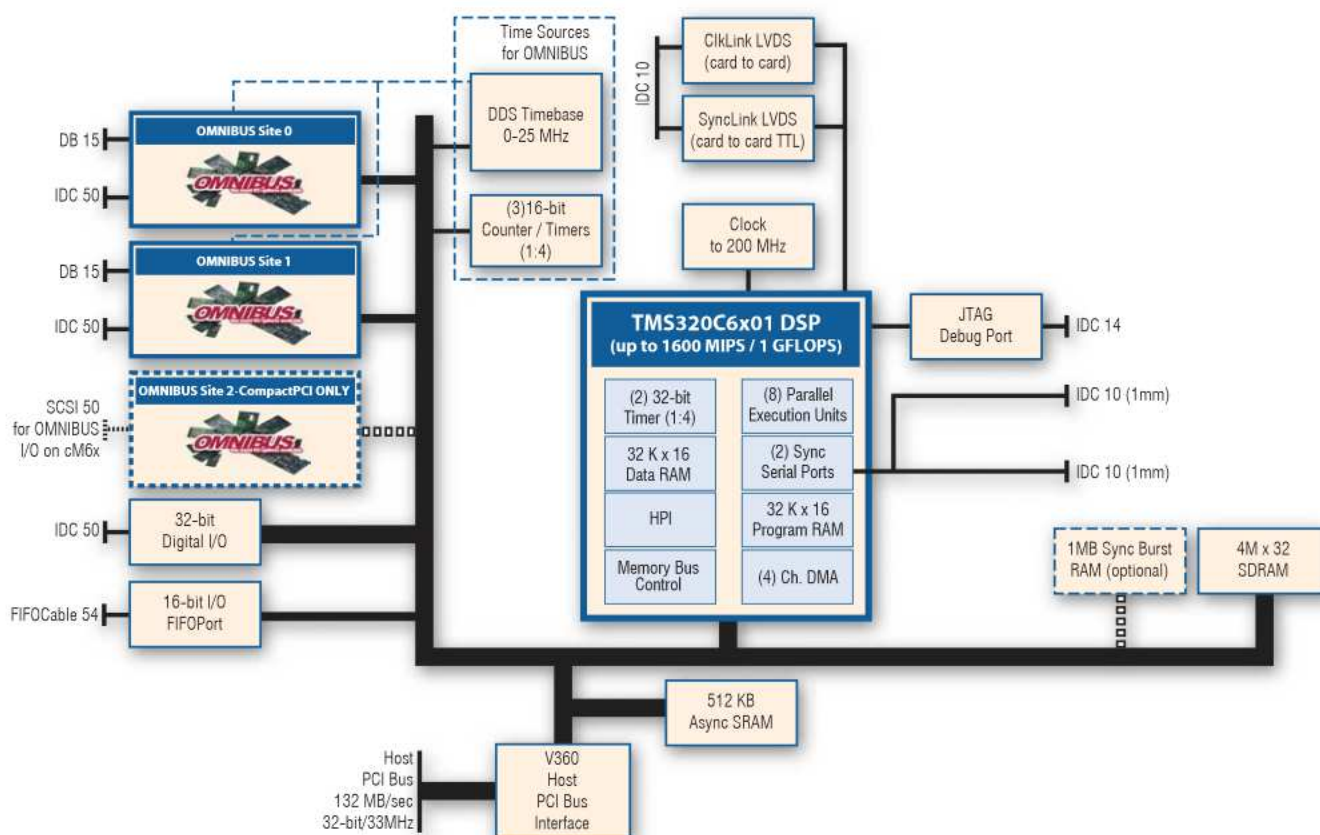 Time Sources
for OMNIBUS
DDS Timebase
0-25 MHz
(3)16-bit
Counter / Timers
(1:4)
IDC 10
ClkLink LVDS
(card to card)
SyncLink LVDS
(card to card TTL)
Clock
to 200 MHz
OMNIBUS Site 0
OMNIBUS
DB 15
IDC 50
OMNIBUS Site 1
OMNIBUS
DB 15
IDC 50
OMNIBUS Site 2-CompactPCI ONLY
OMNIBUS
SCSI 50
for OMNIBUS
I/O on cM6x
IDC 50
32-bit
Digital I/O
FIFOCable 54
16-bit I/O
FIFOPort
TMS320C6x01 DSP
(up to 1600 MIPS / 1 GFLOPS)
(2) 32-bit
Timer (1:4)
(8) Parallel
Execution Units
32 K x 16
Data RAM
(2) Sync
Serial Ports
HPI
32 K x 16
Program RAM
Memory Bus
Control
(4) Ch. DMA
JTAG
Debug Port
IDC 14
IDC 10 (1mm)
IDC 10 (1mm)
1MB Sync Burst
RAM (optional)
4M x 32
SDRAM
512 KB
Async SRAM
Host
PCI Bus
132 MB/sec
32-bit/33MHz
V360
Host
PCI Bus
Interface